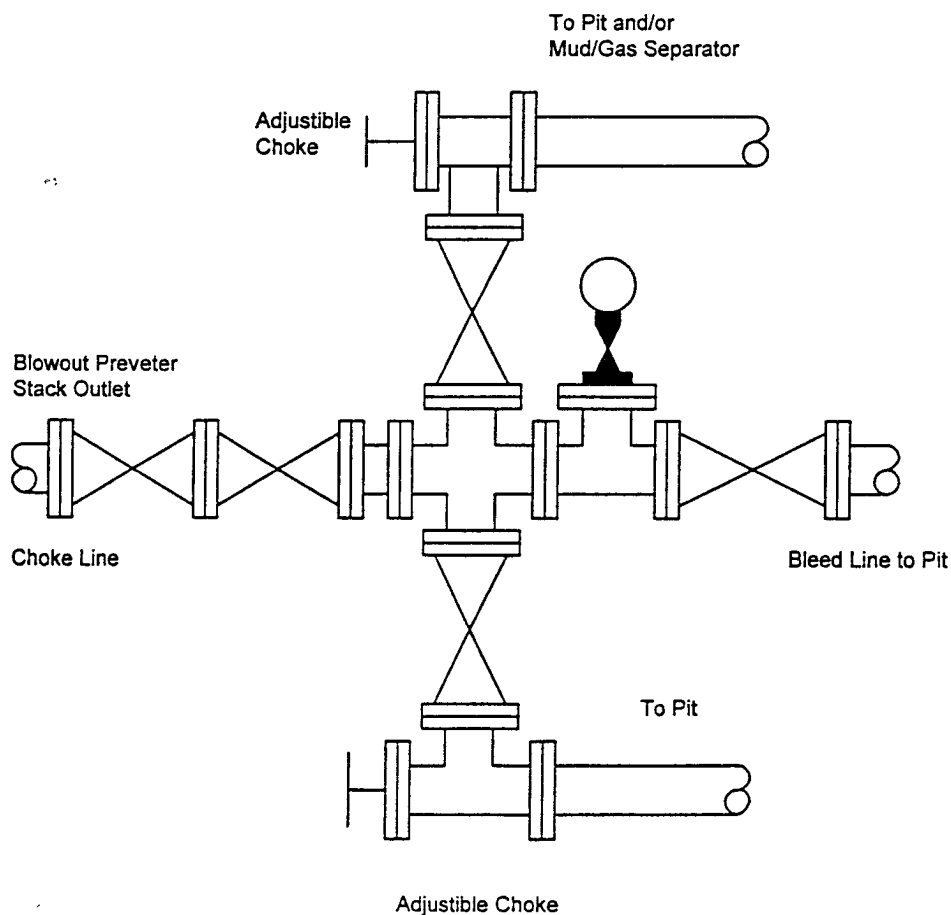 To Pit and/or
Mud/Gas Separator
Adjustible
Choke
Blowout Preveter
Stack Outlet
Choke Line
Bleed Line to Pit
To Pit
Adjustible Choke